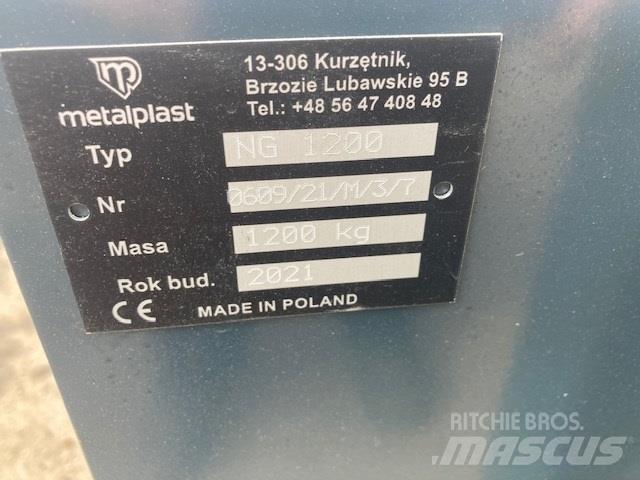 13-306 Kurzętnik,
Brzozie Lubawskie 95 B
Tel.: +48 56 47 408 48
metalplast
Typ NG 1200
Nr 0609/21/M/3/7
Masa 1200 kg
Rok bud. 2021
CE MADE IN POLAND
RITCHIE BROS.
MASCUS